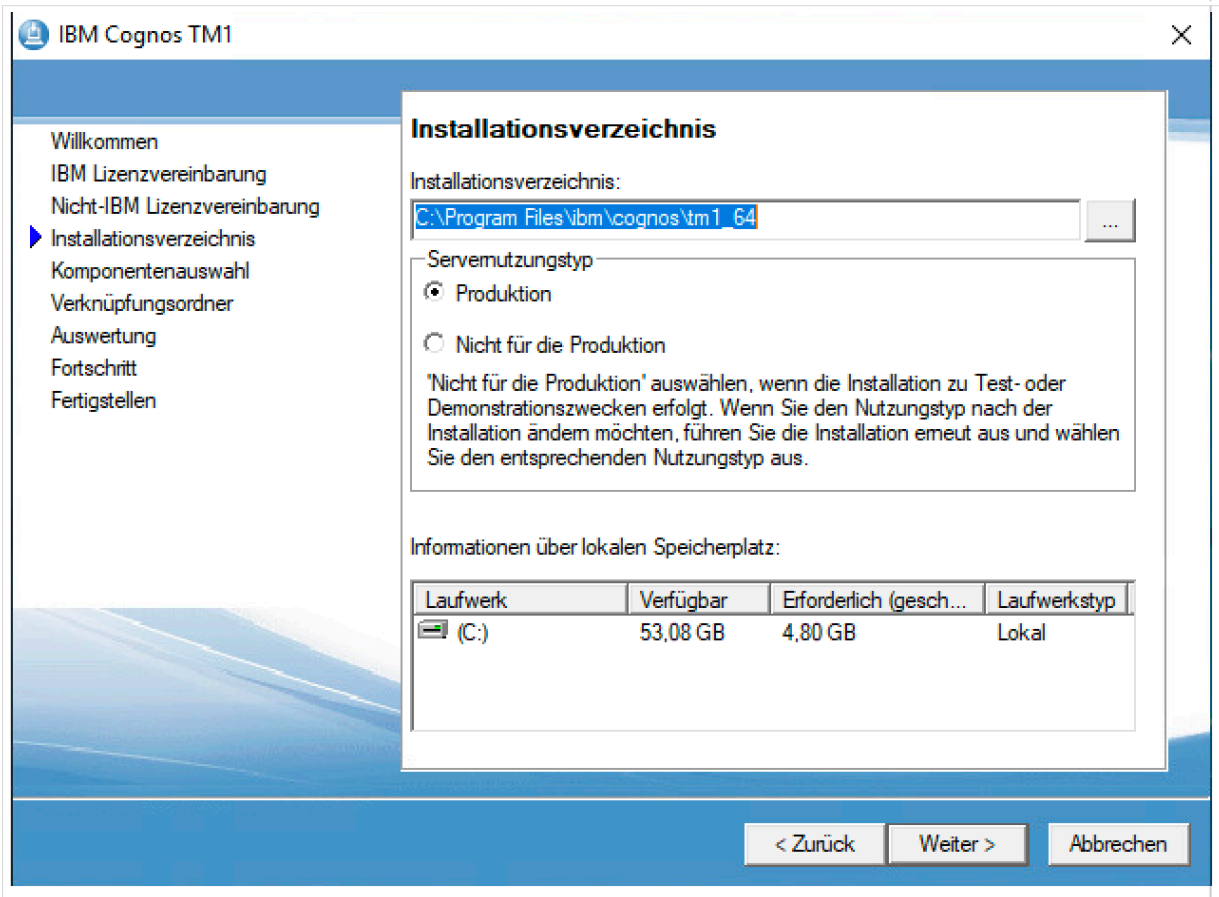 IBM Cognos TM1
Willkommen
IBM Lizenzvereinbarung
Nicht-IBM Lizenzvereinbarung
Installationsverzeichnis
Komponentenauswahl
Verknüpfungsordner
Auswertung
Fortschritt
Fertigstellen
Installationsverzeichnis
Installationsverzeichnis:
C:\Program Files\ibm\cognos\tm1_64
...
Servernutzungstyp
Produktion
Nicht für die Produktion
'Nicht für die Produktion' auswählen, wenn die Installation zu Test- oder
Demonstrationszwecken erfolgt. Wenn Sie den Nutzungstyp nach der
Installation ändern möchten, führen Sie die Installation erneut aus und wählen
Sie den entsprechenden Nutzungstyp aus.
Informationen über lokalen Speicherplatz:
Laufwerk Verfügbar Erforderlich (gesch... Laufwerkstyp
(C:) 53,08 GB 4,80 GB Lokal
< Zurück Weiter > Abbrechen